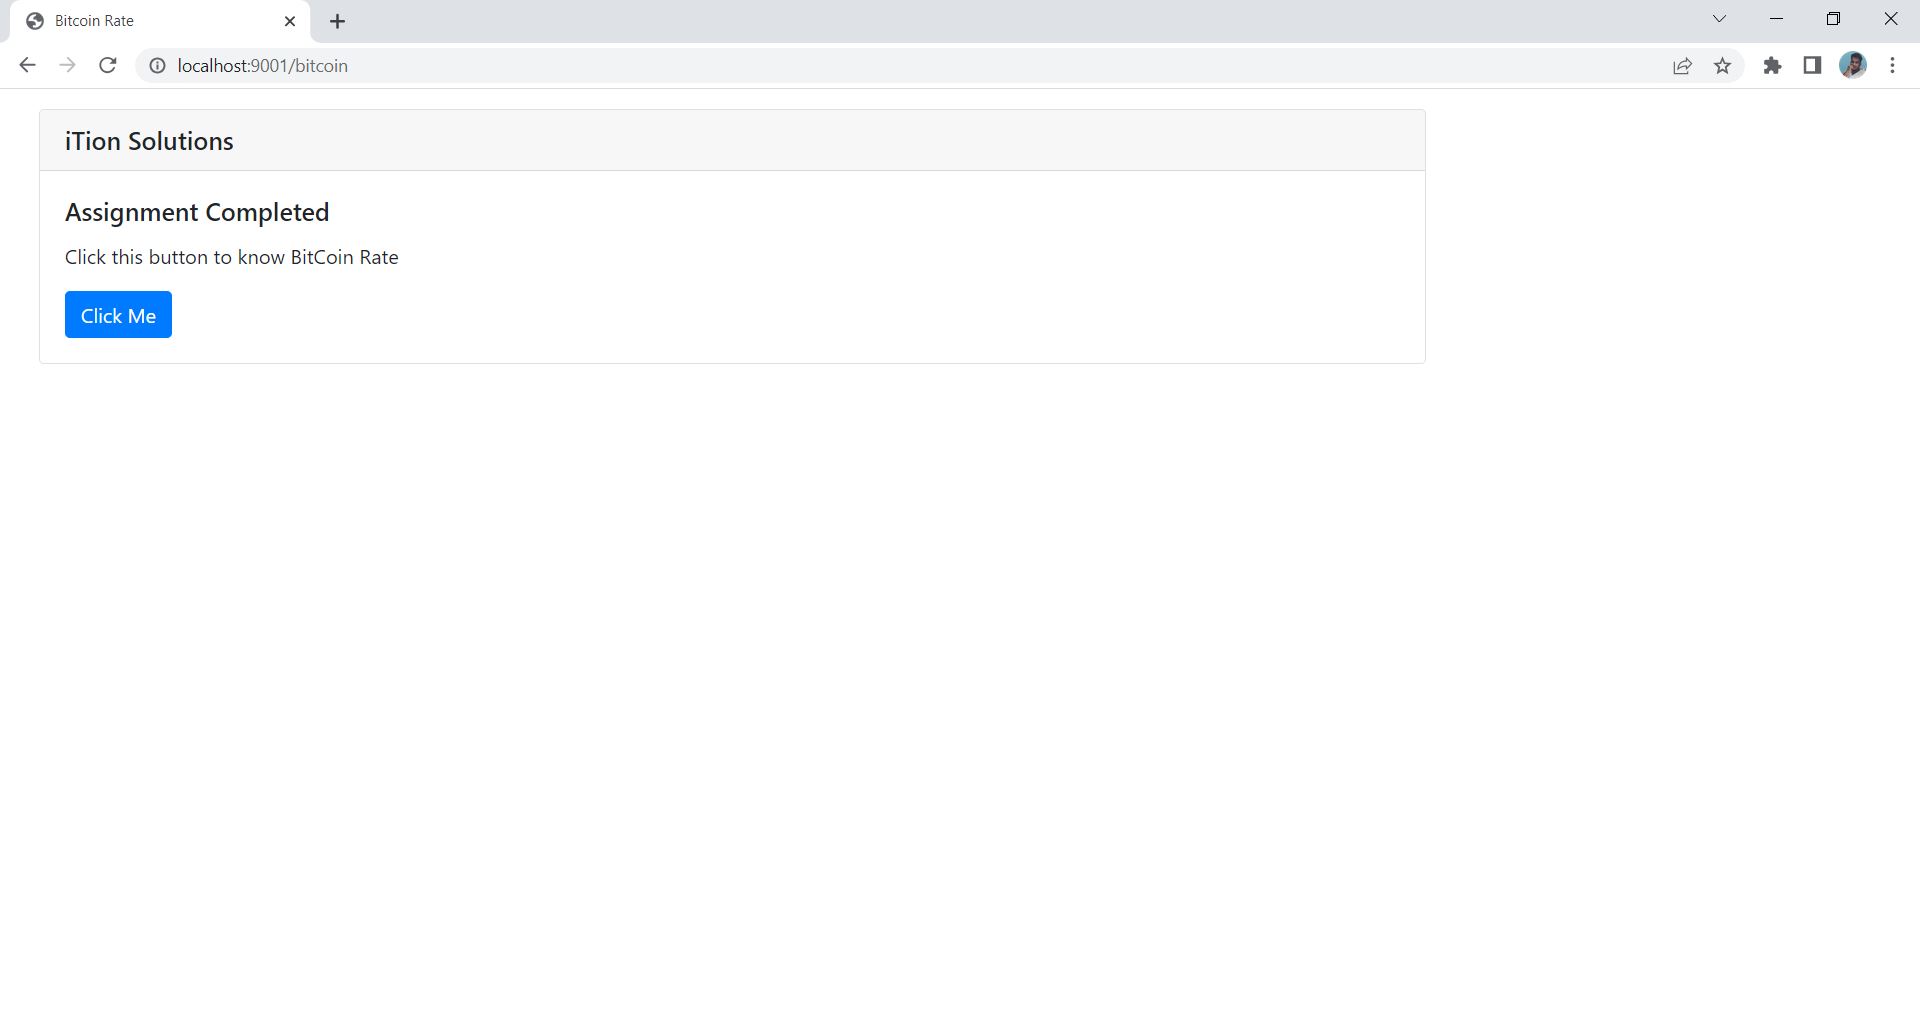 Bitcoin Rate
localhost:9001/bitcoin
iTion Solutions
Assignment Completed
Click this button to know BitCoin Rate
Click Me